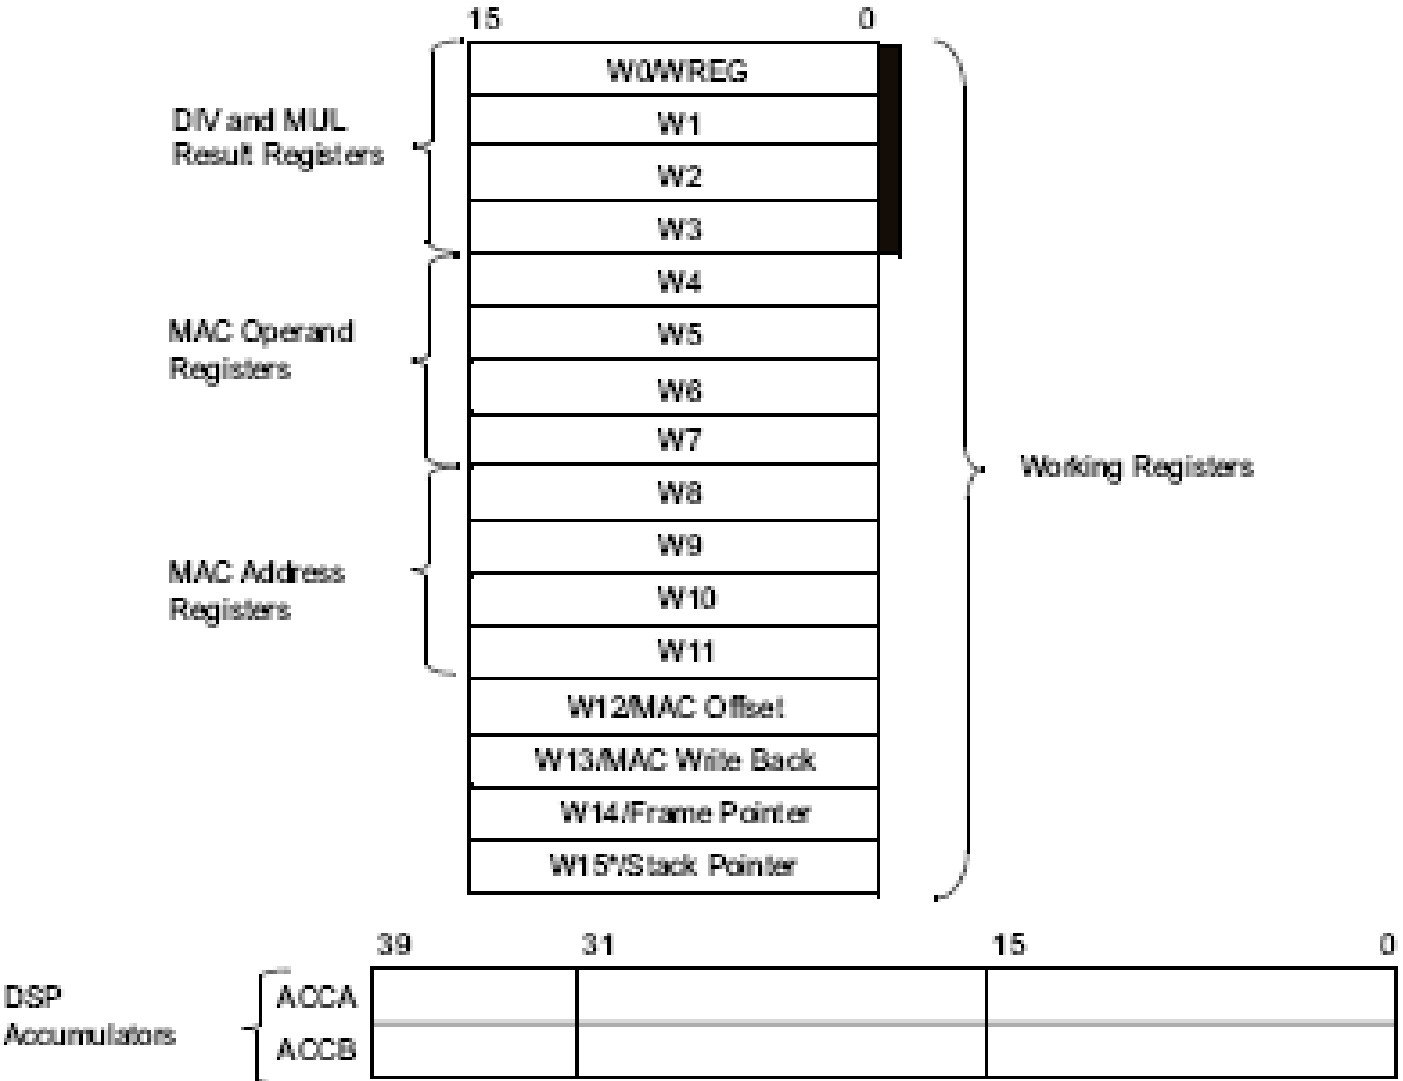 15 0
W0/WREG
DIV and MUL
Result Registers
W1
W2
W3
W4
MAC Operand
Registers
W5
W6
W7
Working Registers
W8
W9
MAC Address
Registers
W10
W11
W12/MAC Offset
W13/MAC Write Back
W14/Frame Pointer
W15*/Stack Pointer
39 31 15 0
DSP
Accumulators
ACCA
ACCB